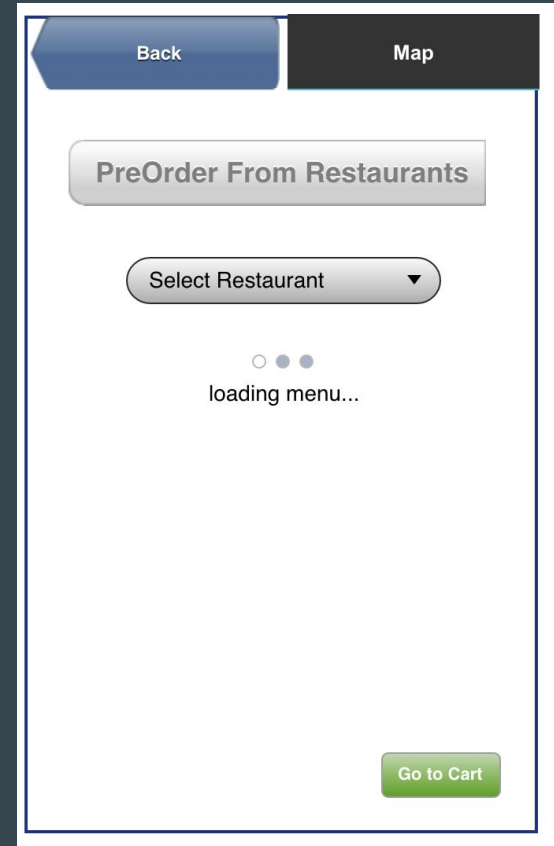 Back
Map
PreOrder From Restaurants
Select Restaurant
loading menu...
Go to Cart